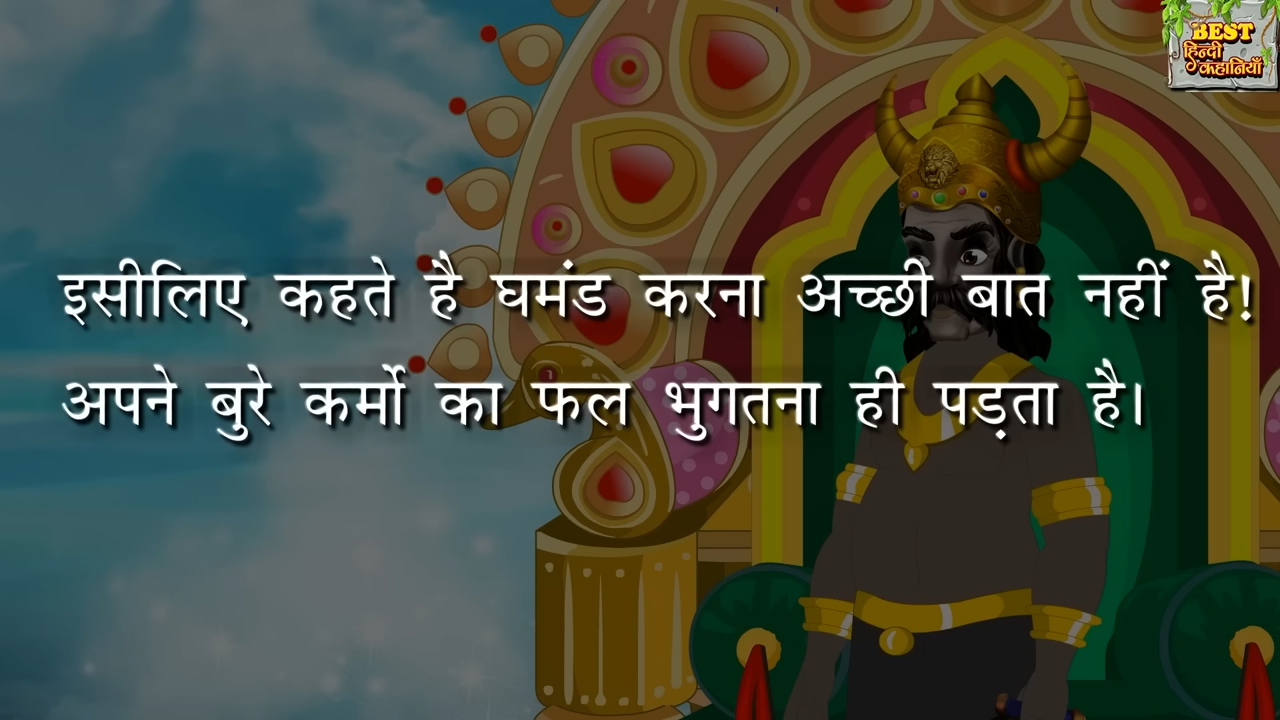 BEST
हिन्दी
कहानियाँ
इसीलिए कहते है घमंड करना अच्छी बात नहीं है!
अपने बुरे कर्मो का फल भुगतना ही पड़ता है।